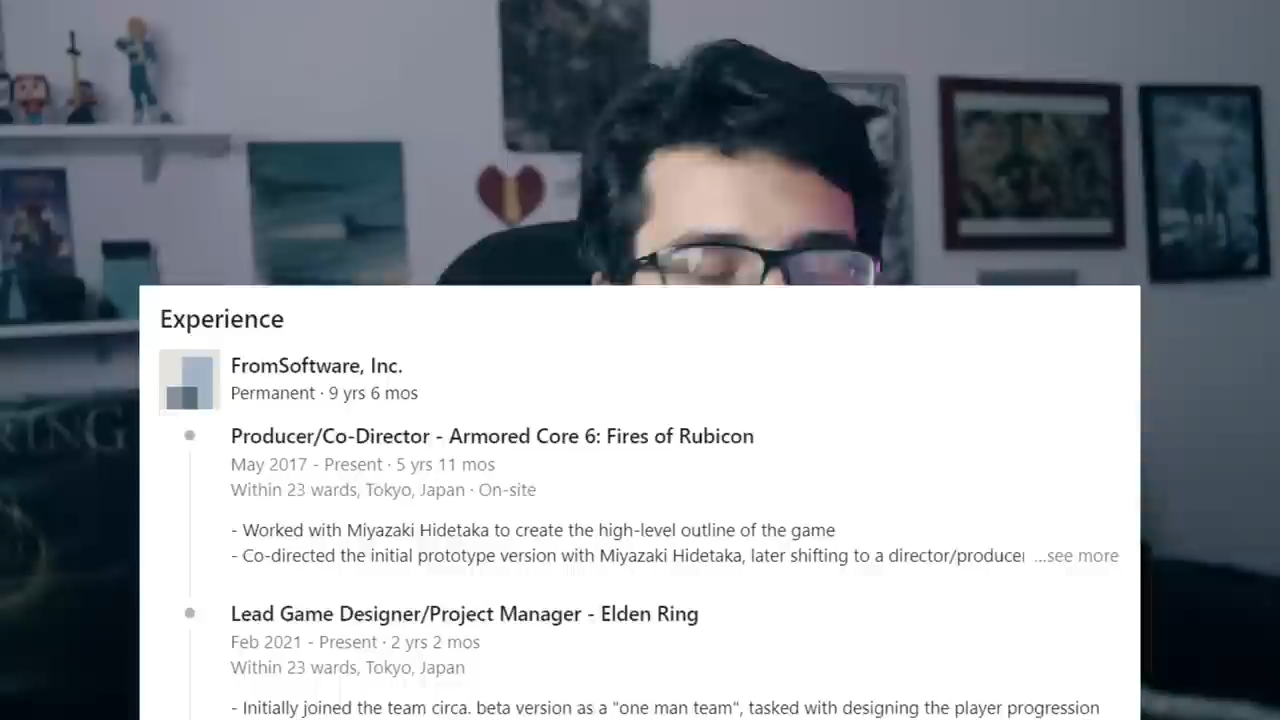 Experience
FromSoftware, Inc.
Permanent · 9 yrs 6 mos
Producer/Co-Director - Armored Core 6: Fires of Rubicon
May 2017 - Present · 5 yrs 11 mos
Within 23 wards, Tokyo, Japan · On-site
- Worked with Miyazaki Hidetaka to create the high-level outline of the game
- Co-directed the initial prototype version with Miyazaki Hidetaka, later shifting to a director/producer ...see more
RING
Lead Game Designer/Project Manager - Elden Ring
Feb 2021 - Present · 2 yrs 2 mos
Within 23 wards, Tokyo, Japan
- Initially joined the team circa. beta version as a "one man team", tasked with designing the player progression